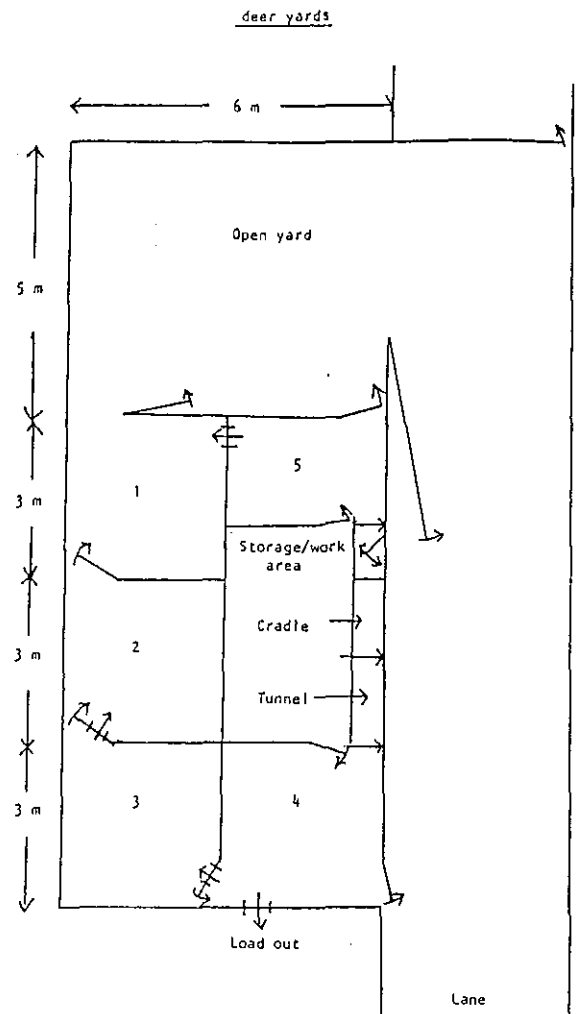 deer yards
6 m
Open yard
5 m
5
1
3 m
Storage/work
area
Cradle
2
3 m
Tunnel
3
4
3 m
Load out
Lane